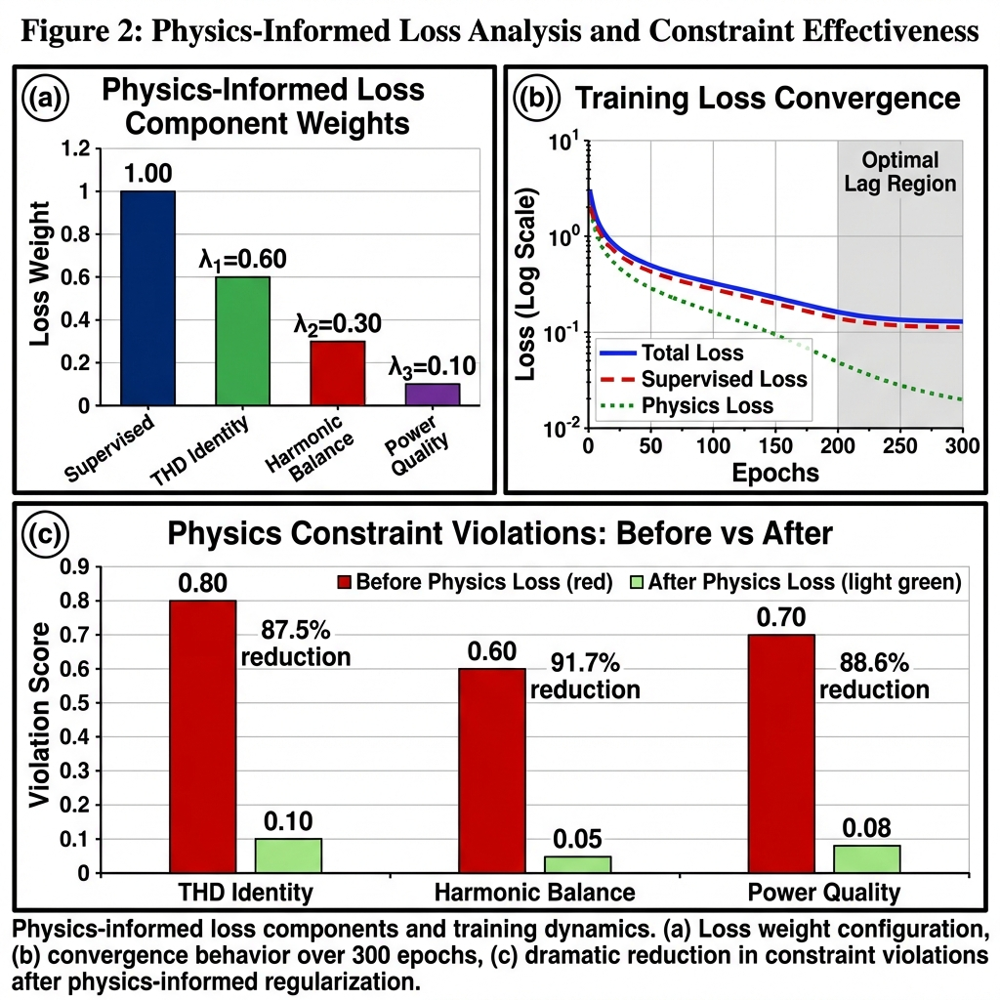 Figure 2: Physics-Informed Loss Analysis and Constraint Effectiveness
(a)
Physics-Informed Loss
Component Weights
Loss Weight
1.2
1
0.8
0.6
0.4
0.2
0
1.00
λ₁=0.60
λ₂=0.30
λ₃=0.10
Supervised
THD Identity
Harmonic
Balance
Power
Quality
(b)
Training Loss Convergence
Loss (Log Scale)
10¹
10⁰
10⁻¹
10⁻²
Optimal
Lag Region
Total Loss
Supervised Loss
Physics Loss
0 50 100 150 200 250 300
Epochs
(c)
Physics Constraint Violations: Before vs After
Violation Score
0.9
0.8
0.7
0.6
0.5
0.4
0.3
0.2
0.1
0
Before Physics Loss (red) After Physics Loss (light green)
0.80
87.5%
reduction
0.10
0.60
91.7%
reduction
0.05
0.70
88.6%
reduction
0.08
THD Identity Harmonic Balance Power Quality
Physics-informed loss components and training dynamics. (a) Loss weight configuration,
(b) convergence behavior over 300 epochs, (c) dramatic reduction in constraint violations
after physics-informed regularization.